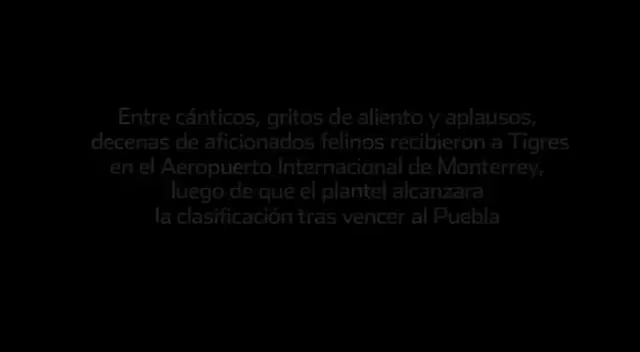 Entre cánticos, gritos de aliento y aplausos,
decenas de aficionados felinos recibieron a Tigres
en el Aeropuerto Internacional de Monterrey,
luego de que el plantel alcanzara
la clasificación tras vencer al Puebla